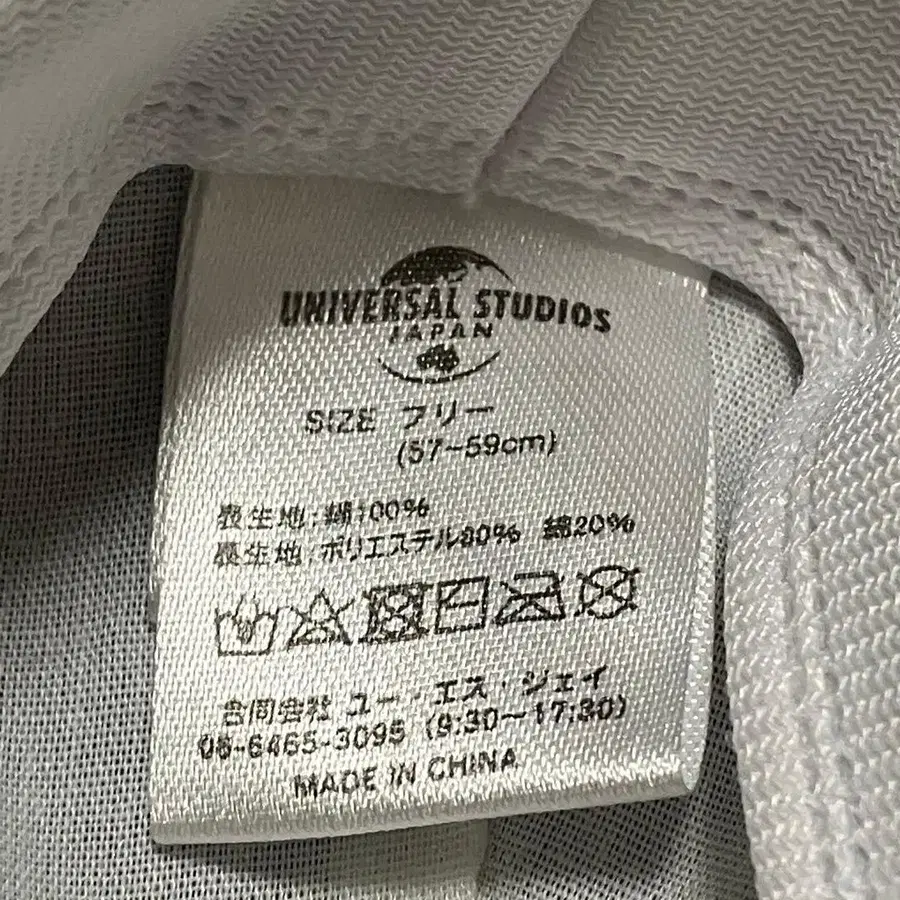 UNIVERSAL STUDIOS
JAPAN
SIZE フリー
(57~59cm)
表生地:綿100%
裏生地:ポリエステル80% 綿20%
合同会社 ユー・エス・ジェイ
06-6465-3095 (9:30~17:30)
MADE IN CHINA